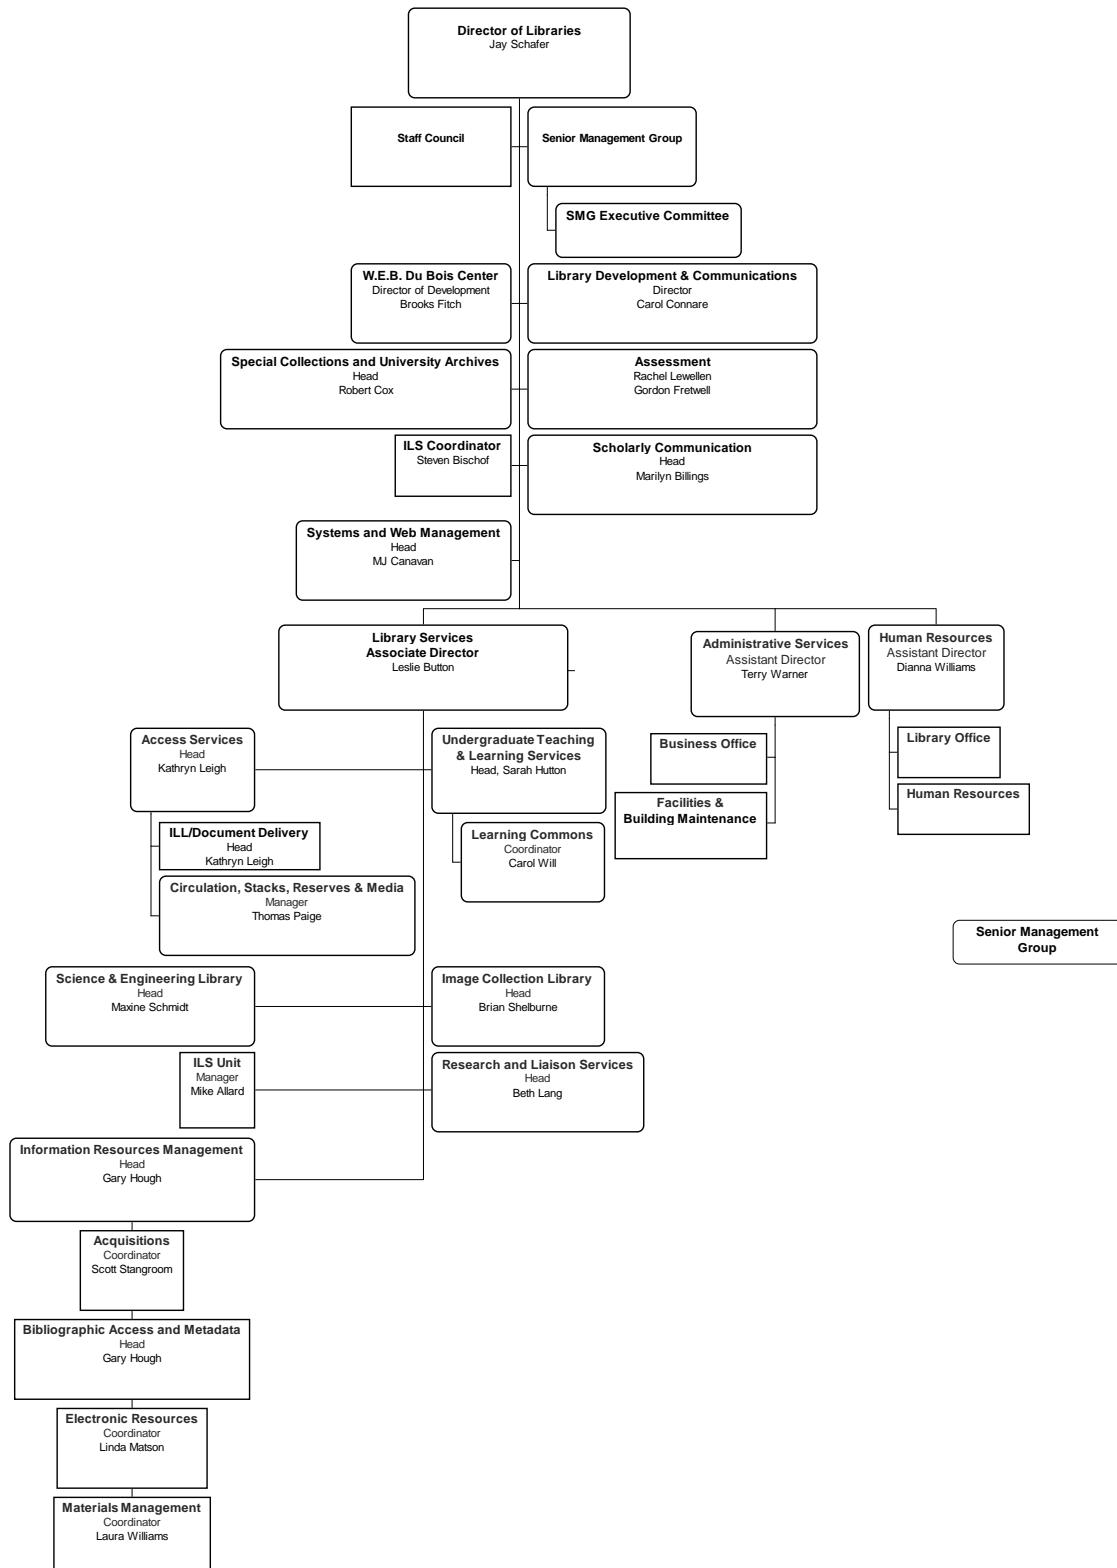 Director of Libraries
Jay Schafer
Staff Council
Senior Management Group
SMG Executive Committee
W.E.B. Du Bois Center
Director of Development
Brooks Fitch
Library Development & Communications
Director
Carol Connare
Special Collections and University Archives
Head
Robert Cox
Assessment
Rachel Lewellen
Gordon Fretwell
ILS Coordinator
Steven Bischof
Scholarly Communication
Head
Marilyn Billings
Systems and Web Management
Head
MJ Canavan
Library Services
Associate Director
Leslie Button
Administrative Services
Assistant Director
Terry Warner
Human Resources
Assistant Director
Dianna Williams
Access Services
Head
Kathryn Leigh
Undergraduate Teaching
& Learning Services
Head, Sarah Hutton
Business Office
Library Office
Facilities &
Building Maintenance
Human Resources
ILL/Document Delivery
Head
Kathryn Leigh
Learning Commons
Coordinator
Carol Will
Circulation, Stacks, Reserves & Media
Manager
Thomas Paige
Senior Management
Group
Science & Engineering Library
Head
Maxine Schmidt
Image Collection Library
Head
Brian Shelburne
ILS Unit
Manager
Mike Allard
Research and Liaison Services
Head
Beth Lang
Information Resources Management
Head
Gary Hough
Acquisitions
Coordinator
Scott Stangroom
Bibliographic Access and Metadata
Head
Gary Hough
Electronic Resources
Coordinator
Linda Matson
Materials Management
Coordinator
Laura Williams